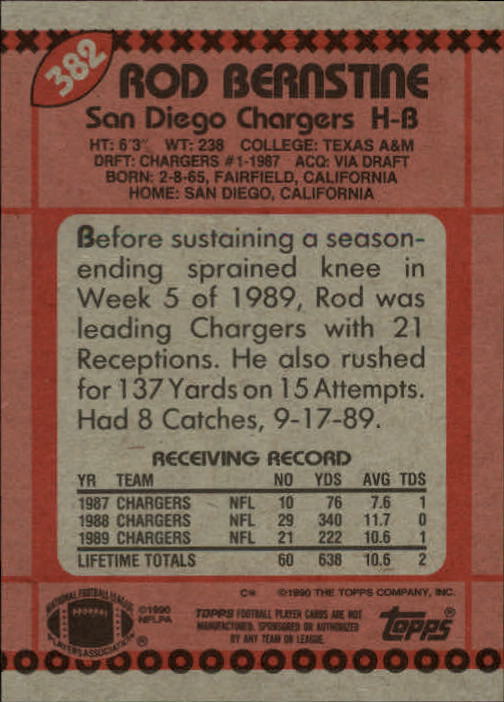 382
ROD BERNSTINE
San Diego Chargers H-B
HT: 6'3" WT: 238 COLLEGE: TEXAS A&M
DRFT: CHARGERS #1-1987 ACQ: VIA DRAFT
BORN: 2-8-65, FAIRFIELD, CALIFORNIA
HOME: SAN DIEGO, CALIFORNIA
Before sustaining a season-
ending sprained knee in
Week 5 of 1989, Rod was
leading Chargers with 21
Receptions. He also rushed
for 137 Yards on 15 Attempts.
Had 8 Catches, 9-17-89.
RECEIVING RECORD
YR TEAM NO YDS AVG TDS
1987 CHARGERS NFL 10 76 7.6 1
1988 CHARGERS NFL 29 340 11.7 0
1989 CHARGERS NFL 21 222 10.6 1
LIFETIME TOTALS 60 638 10.6 2
C* ©1990 THE TOPPS COMPANY, INC.
NATIONAL FOOTBALL LEAGUE
PLAYERS ASSOCIATION
®
©1990
NFLPA
TOPPS FOOTBALL PLAYER CARDS ARE NOT
MANUFACTURED, SPONSORED OR AUTHORIZED
BY ANY TEAM OR LEAGUE.
topps®